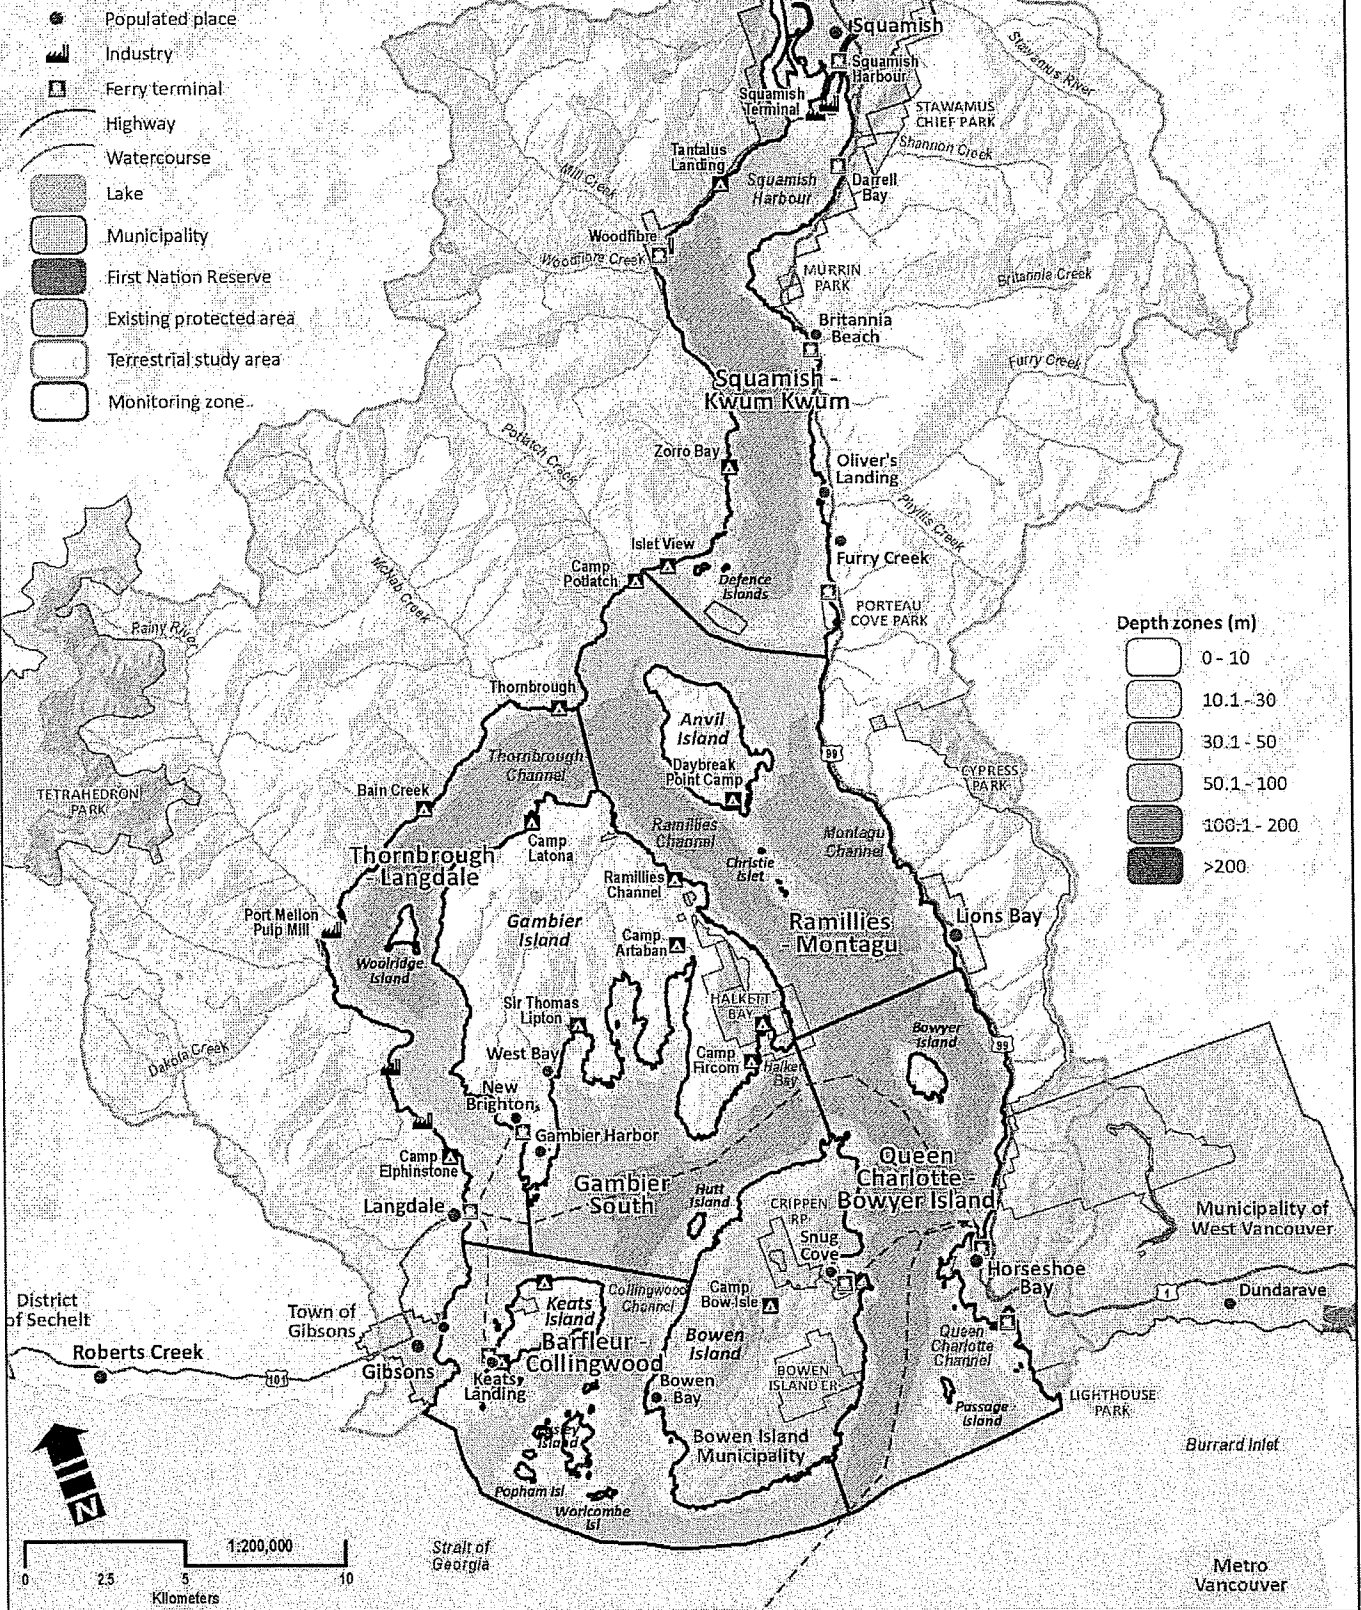 Populated place
Industry
Ferry terminal
Highway
Watercourse
Lake
Municipality
First Nation Reserve
Existing protected area
Terrestrial study area
Monitoring zone
Squamish
Squamish
Harbour
Squamish
Terminal
Stawamus River
STAWAMUS
CHIEF PARK
Shannon Creek
Tantalus
Landing
Mill Creek
Squamish
Harbour
Darrell
Bay
Woodfibre
Woodfibre Creek
MURRIN
PARK
Britannia Creek
Britannia
Beach
Furry Creek
Squamish -
Kwum Kwum
Potlatch Creek
Zorro Bay
Oliver's
Landing
Phyllis Creek
Islet View
Camp
Potlatch
Defence
Islands
Furry Creek
McNab Creek
PORTEAU
COVE PARK
Rainy River
Depth zones (m)
0 - 10
10.1 - 30
30.1 - 50
50.1 - 100
100.1 - 200
>200
Thornbrough
Anvil
Island
Thornbrough
Channel
Daybreak
Point Camp
99
CYPRESS
PARK
TETRAHEDRON
PARK
Bain Creek
Camp
Latona
Ramillies
Channel
Montagu
Channel
Christie
Islet
Thornbrough
- Langdale
Ramillies
Channel
Port Mellon
Pulp Mill
Gambier
Island
Camp
Artaban
Ramillies
- Montagu
Lions Bay
Woolridge
Island
Sir Thomas
Lipton
HALKETT
BAY
Bowyer
Island
99
Dakota Creek
West Bay
Camp
Fircom
Halkett
Bay
New
Brighton
Gambier Harbor
Camp
Elphinstone
Langdale
Gambier
South
Hutt
Island
Queen
Charlotte -
Bowyer Island
CRIPPEN
RP
Snug
Cove
Municipality of
West Vancouver
Horseshoe
Bay
1
Dundarave
District
of Sechelt
Town of
Gibsons
Collingwood
Channel
Camp
Bow-Isle
Keats
Island
Roberts Creek
101
Gibsons
Barfleur -
Collingwood
Bowen
Island
Queen
Charlotte
Channel
Keats
Landing
Bowen
Bay
BOWEN
ISLAND ER
Passage
Island
LIGHTHOUSE
PARK
Island
Bowen Island
Municipality
Burrard Inlet
Popham Isl
Worlcombe
Isl
N
1:200,000
0 2.5 5 10
Kilometers
Strait of
Georgia
Metro
Vancouver